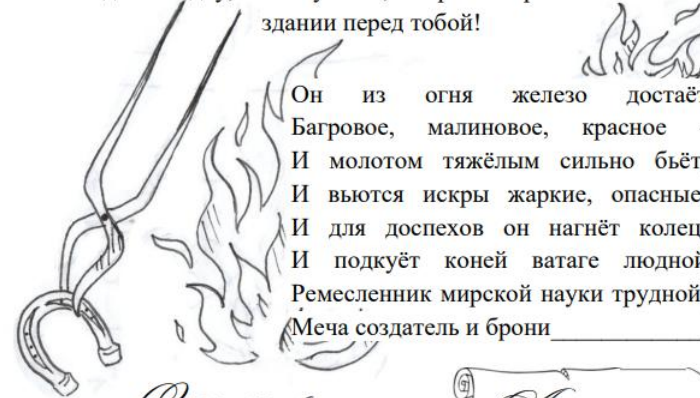 здании перед тобой!
Он из огня железо достаёт
Багровое, малиновое, красное
И молотом тяжёлым сильно бьёт
И вьются искры жаркие, опасные
И для доспехов он нагнёт колец
И подкуёт коней ватаге людной
Ремесленник мирской науки трудной
Меча создатель и брони